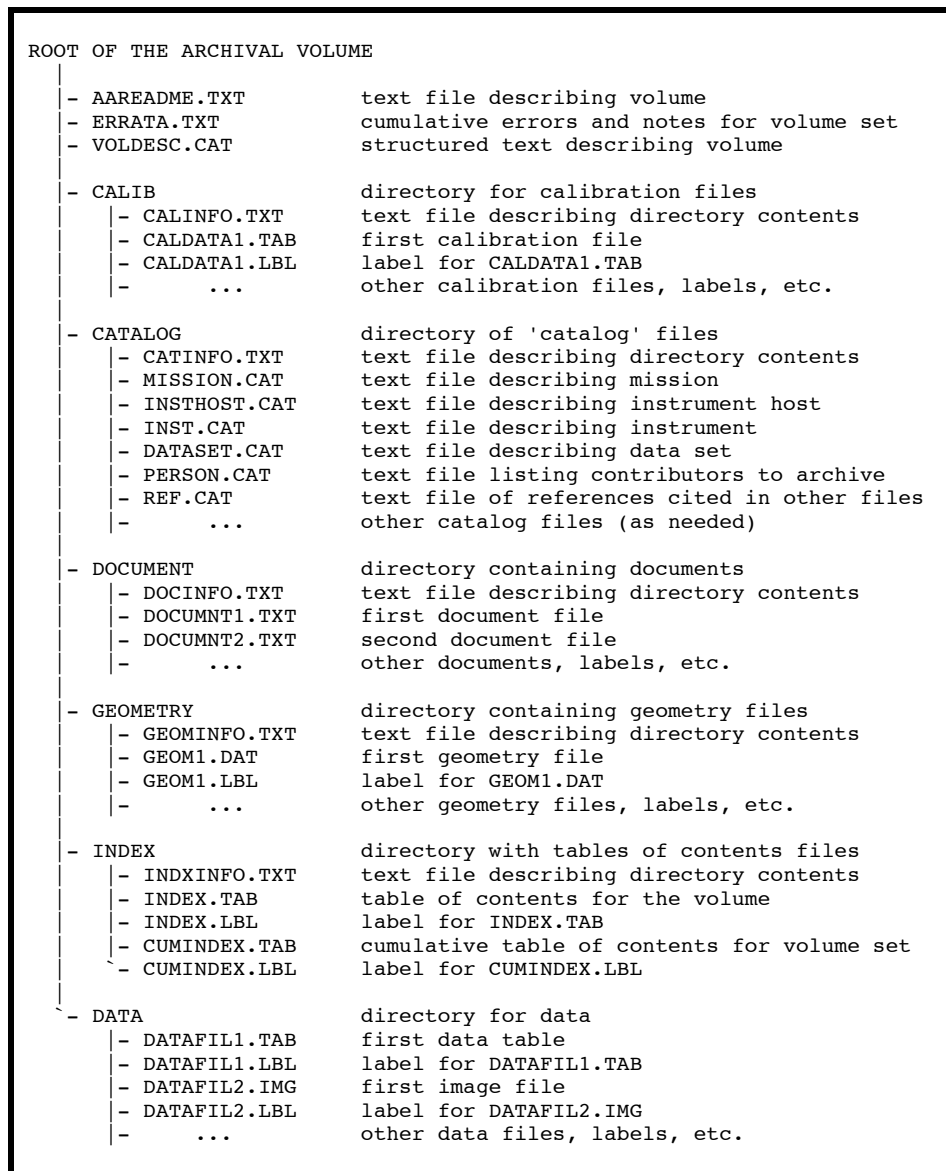 ROOT OF THE ARCHIVAL VOLUME
|
|- AAREADME.TXT text file describing volume
|- ERRATA.TXT cumulative errors and notes for volume set
|- VOLDESC.CAT structured text describing volume
|
|- CALIB directory for calibration files
| |- CALINFO.TXT text file describing directory contents
| |- CALDATA1.TAB first calibration file
| |- CALDATA1.LBL label for CALDATA1.TAB
| |- ... other calibration files, labels, etc.
|
|- CATALOG directory of 'catalog' files
| |- CATINFO.TXT text file describing directory contents
| |- MISSION.CAT text file describing mission
| |- INSTHOST.CAT text file describing instrument host
| |- INST.CAT text file describing instrument
| |- DATASET.CAT text file describing data set
| |- PERSON.CAT text file listing contributors to archive
| |- REF.CAT text file of references cited in other files
| |- ... other catalog files (as needed)
|
|- DOCUMENT directory containing documents
| |- DOCINFO.TXT text file describing directory contents
| |- DOCUMNT1.TXT first document file
| |- DOCUMNT2.TXT second document file
| |- ... other documents, labels, etc.
|
|- GEOMETRY directory containing geometry files
| |- GEOMINFO.TXT text file describing directory contents
| |- GEOM1.DAT first geometry file
| |- GEOM1.LBL label for GEOM1.DAT
| |- ... other geometry files, labels, etc.
|
|- INDEX directory with tables of contents files
| |- INDXINFO.TXT text file describing directory contents
| |- INDEX.TAB table of contents for the volume
| |- INDEX.LBL label for INDEX.TAB
| |- CUMINDEX.TAB cumulative table of contents for volume set
| `- CUMINDEX.LBL label for CUMINDEX.LBL
|
`- DATA directory for data
|- DATAFIL1.TAB first data table
|- DATAFIL1.LBL label for DATAFIL1.TAB
|- DATAFIL2.IMG first image file
|- DATAFIL2.LBL label for DATAFIL2.IMG
|- ... other data files, labels, etc.